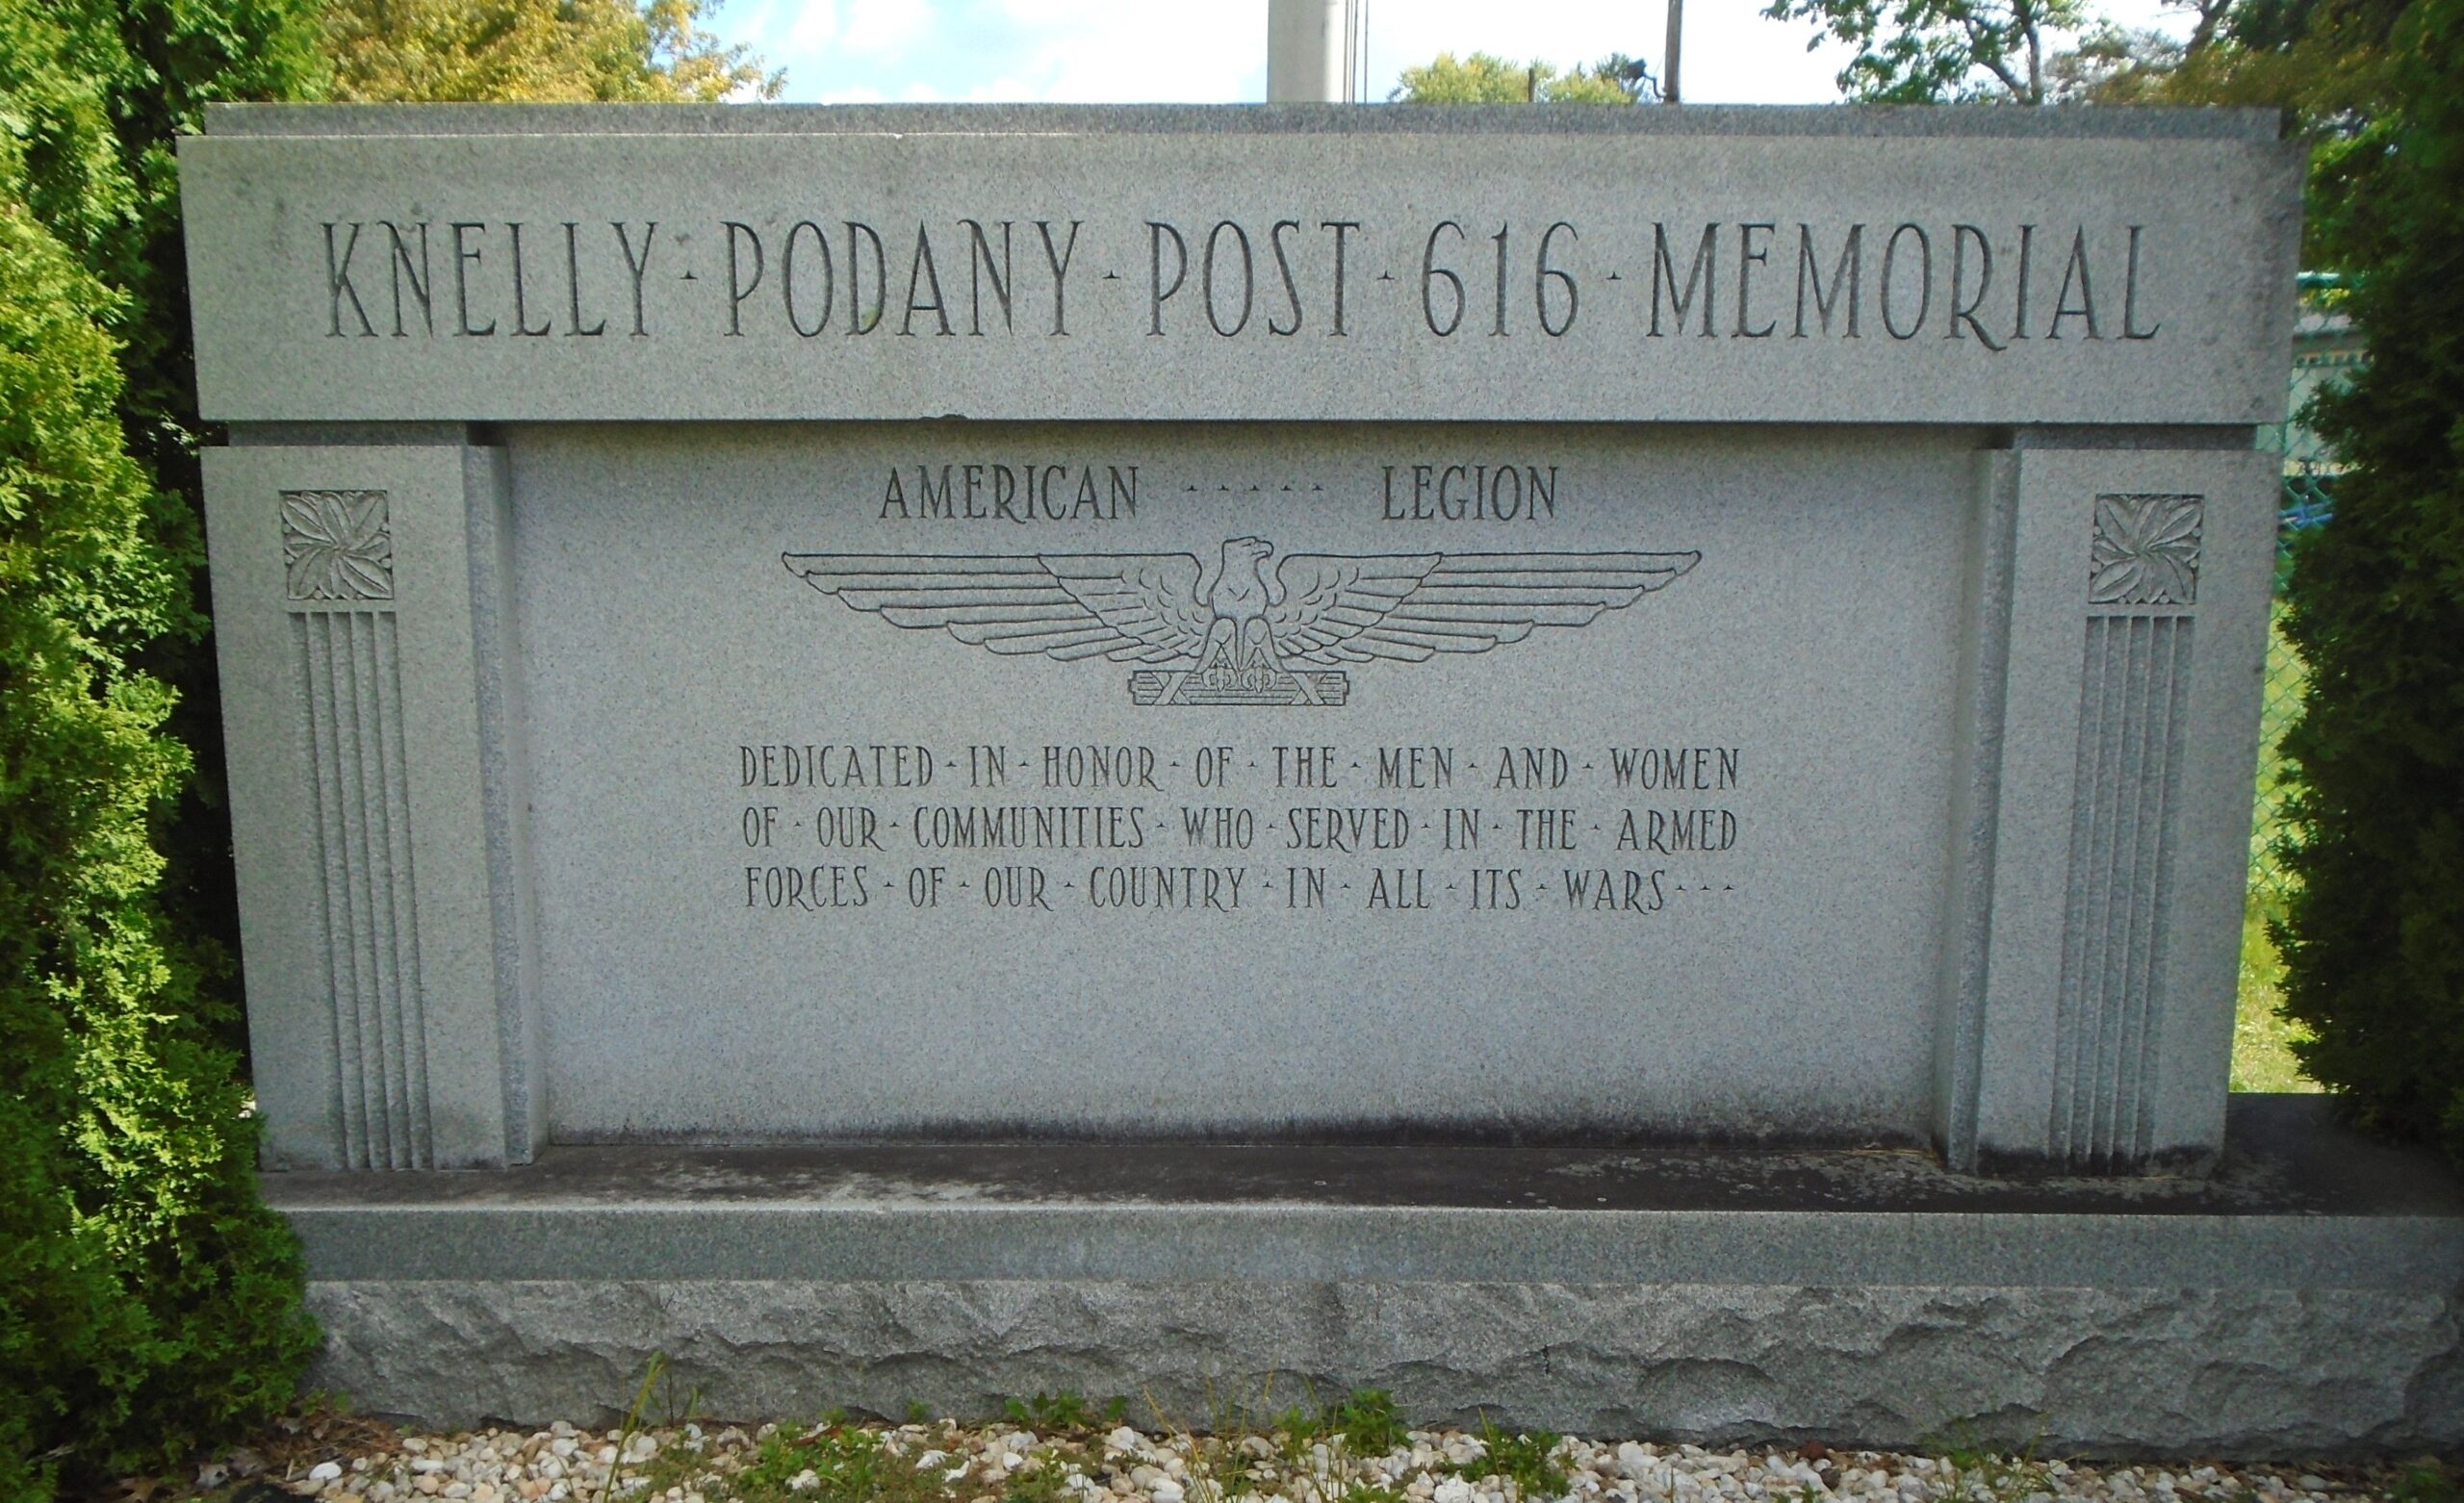 KNELLY · PODANY · POST · 616 · MEMORIAL
AMERICAN · · · · · LEGION
DEDICATED · IN · HONOR · OF · THE · MEN · AND · WOMEN
OF · OUR · COMMUNITIES · WHO · SERVED · IN · THE · ARMED
FORCES · OF · OUR · COUNTRY · IN · ALL · ITS · WARS · · ·